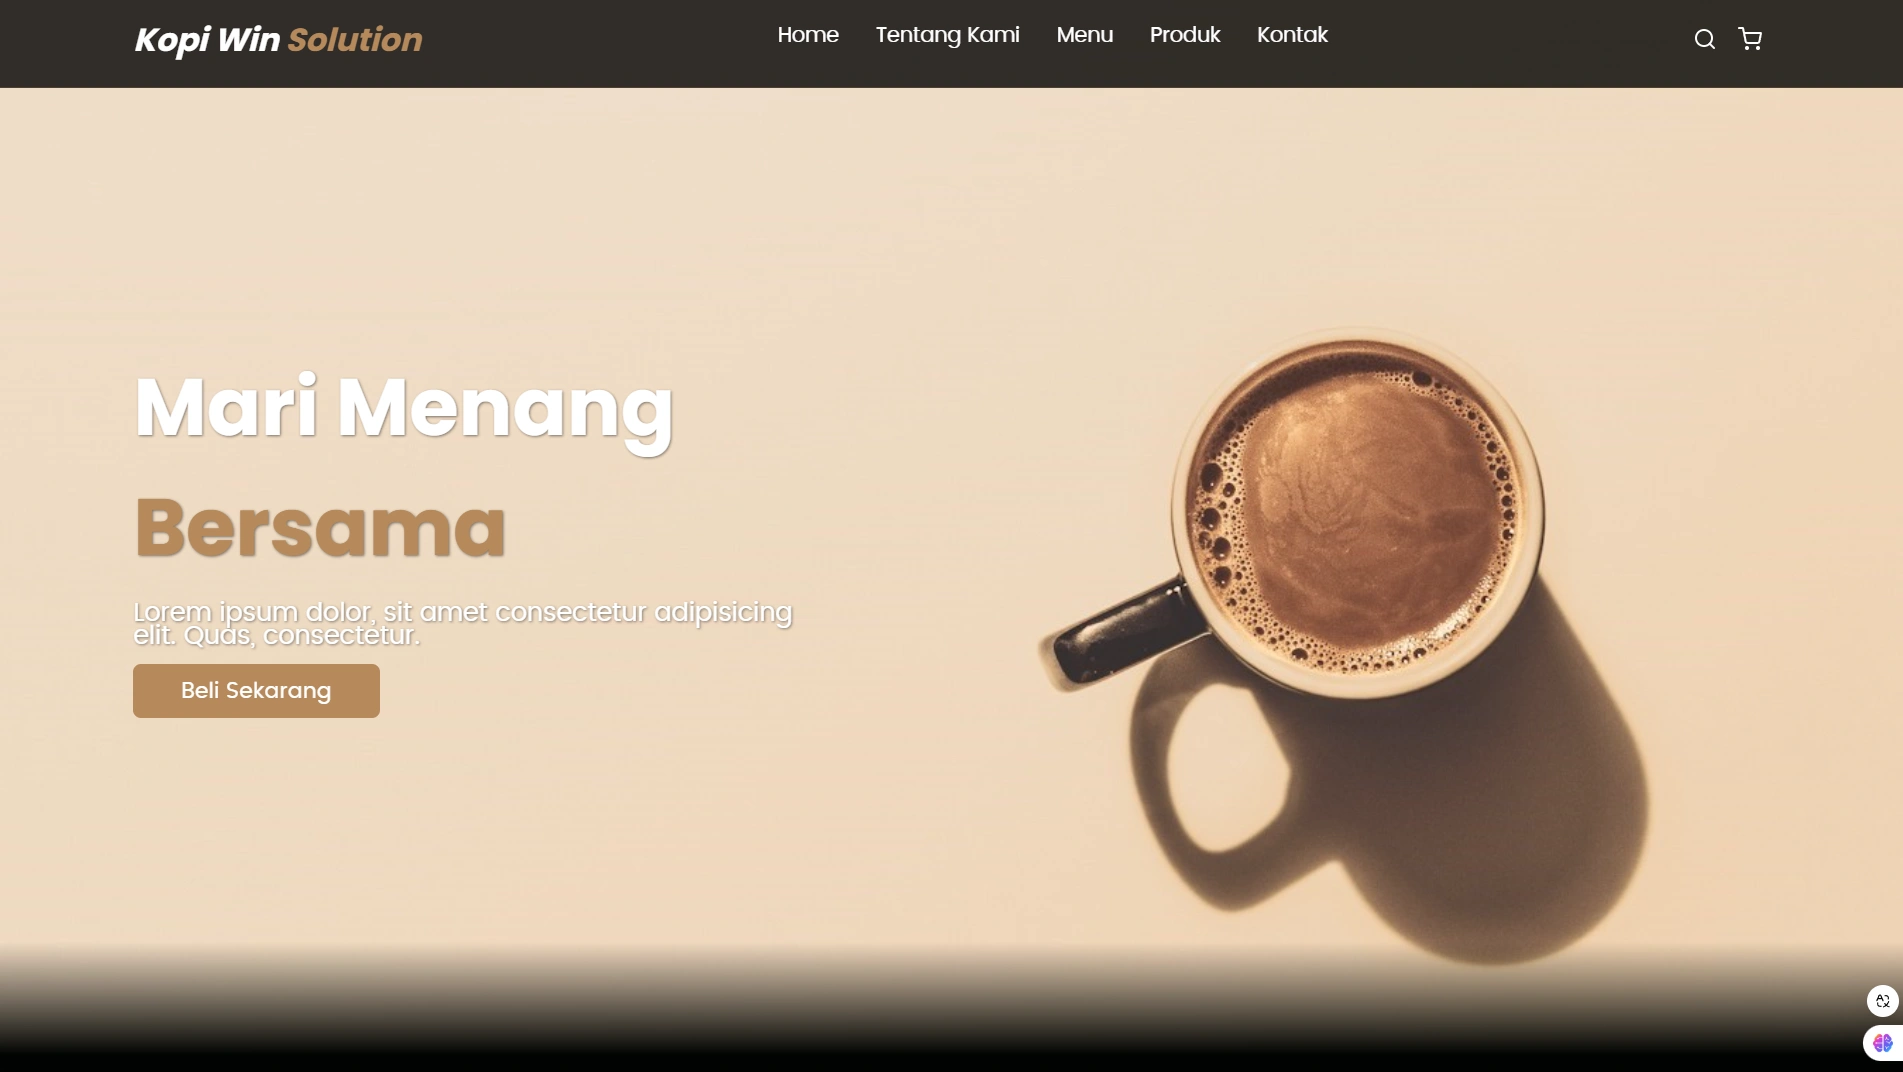 Kopi Win Solution
Home Tentang Kami Menu Produk Kontak
Mari Menang
Bersama
Lorem ipsum dolor, sit amet consectetur adipisicing
elit. Quas, consectetur.
Beli Sekarang